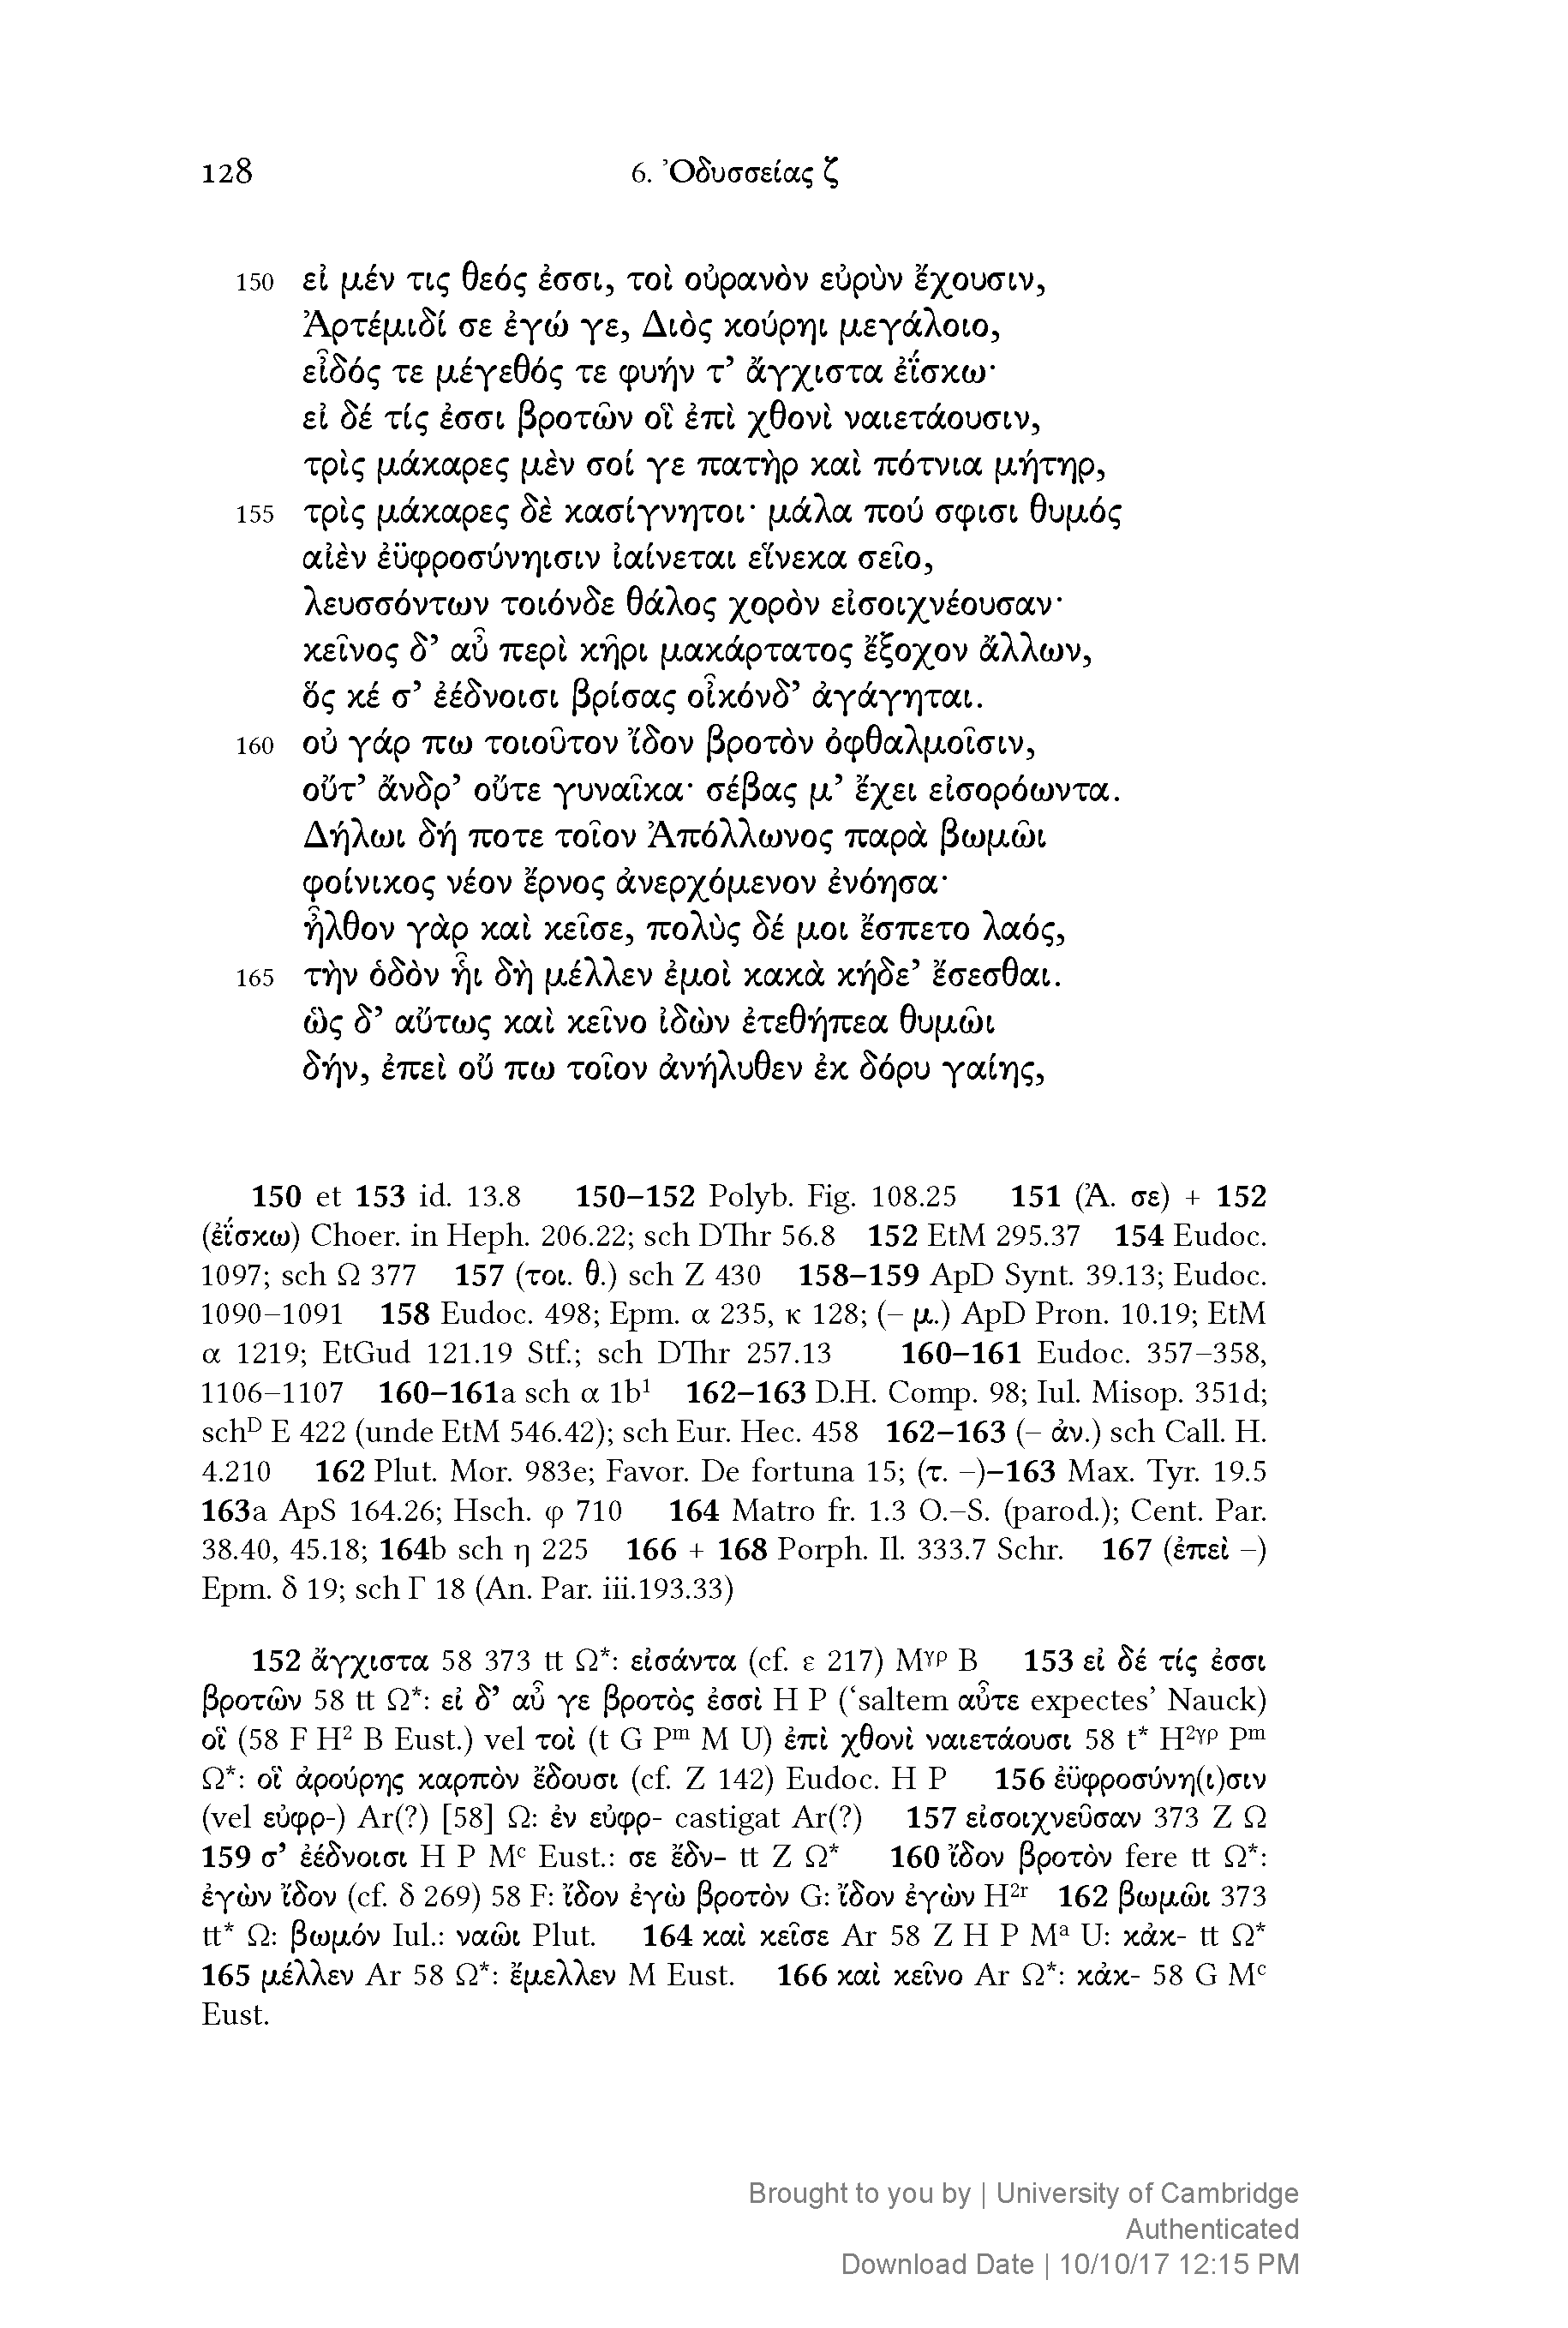 128 6. Ὀδυσσείας ζ
150 εἰ μέν τις θεός ἐσσι, τοὶ οὐρανὸν εὐρὺν ἔχουσιν,
Ἀρτέμιδί σε ἐγώ γε, Διὸς κούρηι μεγάλοιο,
εἶδός τε μέγεθός τε φυήν τ’ ἄγχιστα ἐΐσκω·
εἰ δέ τίς ἐσσι βροτῶν οἳ ἐπὶ χθονὶ ναιετάουσιν,
τρὶς μάκαρες μὲν σοί γε πατὴρ καὶ πότνια μήτηρ,
155 τρὶς μάκαρες δὲ κασίγνητοι· μάλα πού σφισι θυμός
αἰὲν ἐϋφροσύνηισιν ἰαίνεται εἵνεκα σεῖο,
λευσσόντων τοιόνδε θάλος χορὸν εἰσοιχνέουσαν·
κεῖνος δ’ αὖ περὶ κῆρι μακάρτατος ἔξοχον ἄλλων,
ὅς κέ σ’ ἐέδνοισι βρίσας οἶκόνδ’ ἀγάγηται.
160 οὐ γάρ πω τοιοῦτον ἴδον βροτὸν ὀφθαλμοῖσιν,
οὔτ’ ἄνδρ’ οὔτε γυναῖκα· σέβας μ’ ἔχει εἰσορόωντα.
Δήλωι δή ποτε τοῖον Ἀπόλλωνος παρὰ βωμῶι
φοίνικος νέον ἔρνος ἀνερχόμενον ἐνόησα·
ἦλθον γὰρ καὶ κεῖσε, πολὺς δέ μοι ἕσπετο λαός,
165 τὴν ὁδὸν ἧι δὴ μέλλεν ἐμοὶ κακὰ κήδε’ ἔσεσθαι.
ὣς δ’ αὔτως καὶ κεῖνο ἰδὼν ἐτεθήπεα θυμῶι
δήν, ἐπεὶ οὔ πω τοῖον ἀνήλυθεν ἐκ δόρυ γαίης,
150 et 153 id. 13.8 150–152 Polyb. Fig. 108.25 151 (Ἀ. σε) + 152
(ἐΐσκω) Choer. in Heph. 206.22; sch DThr 56.8 152 EtM 295.37 154 Eudoc.
1097; sch Ω 377 157 (τοι. θ.) sch Z 430 158–159 ApD Synt. 39.13; Eudoc.
1090–1091 158 Eudoc. 498; Epm. α 235, κ 128; (– μ.) ApD Pron. 10.19; EtM
α 1219; EtGud 121.19 Stf.; sch DThr 257.13 160–161 Eudoc. 357–358,
1106–1107 160–161a sch α 1b¹ 162–163 D.H. Comp. 98; Iul. Misop. 351d;
schᴰ E 422 (unde EtM 546.42); sch Eur. Hec. 458 162–163 (– ἀν.) sch Call. H.
4.210 162 Plut. Mor. 983e; Favor. De fortuna 15; (τ. –)–163 Max. Tyr. 19.5
163a ApS 164.26; Hsch. φ 710 164 Matro fr. 1.3 O.–S. (parod.); Cent. Par.
38.40, 45.18; 164b sch η 225 166 + 168 Porph. Il. 333.7 Schr. 167 (ἐπεὶ –)
Epm. δ 19; sch Γ 18 (An. Par. iii.193.33)
152 ἄγχιστα 58 373 tt Ω*: εἰσάντα (cf. ε 217) Mᵞᵖ B 153 εἰ δέ τίς ἐσσι
βροτῶν 58 tt Ω*: εἰ δ’ αὖ γε βροτὸς ἐσσὶ H P (‘saltem αὖτε expectes’ Nauck)
οἳ (58 F H² B Eust.) vel τοὶ (t G Pᵐ M U) ἐπὶ χθονὶ ναιετάουσι 58 t* H²ᵞᵖ Pᵐ
Ω*: οἳ ἀρούρης καρπὸν ἔδουσι (cf. Z 142) Eudoc. H P 156 ἐϋφροσύνη(ι)σιν
(vel εὐφρ-) Ar(?) [58] Ω: ἐν εὐφρ- castigat Ar(?) 157 εἰσοιχνεῦσαν 373 Z Ω
159 σ’ ἐέδνοισι H P Mᶜ Eust.: σε ἕδν- tt Z Ω* 160 ἴδον βροτὸν fere tt Ω*:
ἐγὼν ἴδον (cf. δ 269) 58 F: ἴδον ἐγὼ βροτὸν G: ἴδον ἐγὼν H²ʳ 162 βωμῶι 373
tt* Ω: βωμόν Iul.: ναῶι Plut. 164 καὶ κεῖσε Ar 58 Z H P Mᵃ U: κἀκ- tt Ω*
165 μέλλεν Ar 58 Ω*: ἔμελλεν M Eust. 166 καὶ κεῖνο Ar Ω*: κἀκ- 58 G Mᶜ
Eust.
Brought to you by | University of Cambridge
Authenticated
Download Date | 10/10/17 12:15 PM